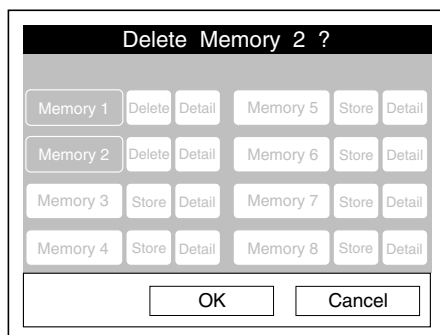 Delete Memory 2 ?
Memory 1 Delete Detail Memory 5 Store Detail
Memory 2 Delete Detail Memory 6 Store Detail
Memory 3 Store Detail Memory 7 Store Detail
Memory 4 Store Detail Memory 8 Store Detail
OK Cancel